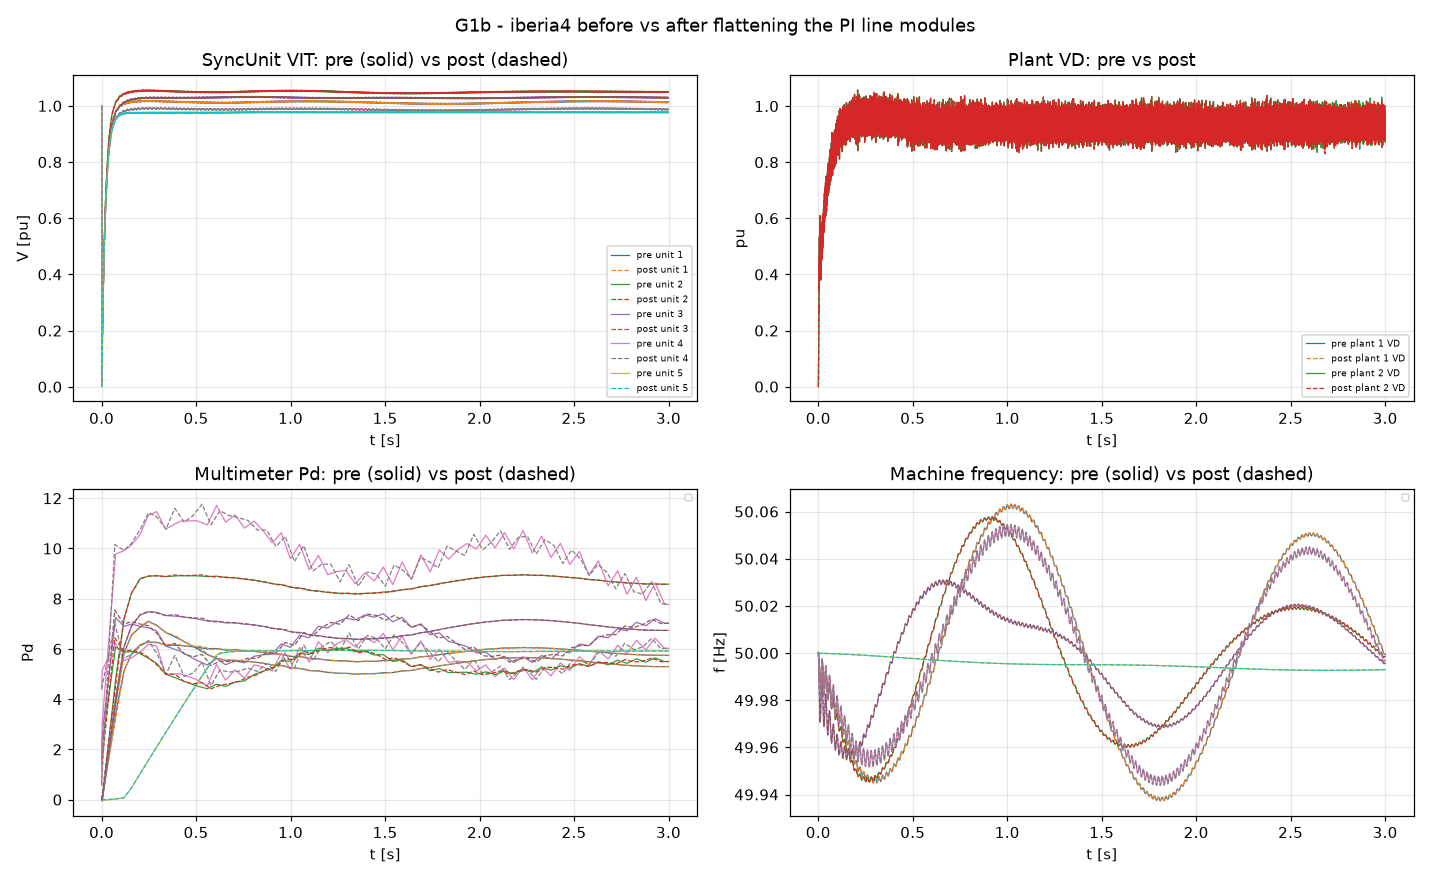 G1b - iberia4 before vs after flattening the PI line modules
SyncUnit VIT: pre (solid) vs post (dashed)
V [pu]
1.0
0.8
0.6
0.4
0.2
0.0
0.0 0.5 1.0 1.5 2.0 2.5 3.0
t [s]
pre unit 1
post unit 1
pre unit 2
post unit 2
pre unit 3
post unit 3
pre unit 4
post unit 4
pre unit 5
post unit 5
Plant VD: pre vs post
pu
1.0
0.8
0.6
0.4
0.2
0.0
0.0 0.5 1.0 1.5 2.0 2.5 3.0
t [s]
pre plant 1 VD
post plant 1 VD
pre plant 2 VD
post plant 2 VD
Multimeter Pd: pre (solid) vs post (dashed)
Pd
12
10
8
6
4
2
0
0.0 0.5 1.0 1.5 2.0 2.5 3.0
t [s]
Machine frequency: pre (solid) vs post (dashed)
f [Hz]
50.06
50.04
50.02
50.00
49.98
49.96
49.94
0.0 0.5 1.0 1.5 2.0 2.5 3.0
t [s]